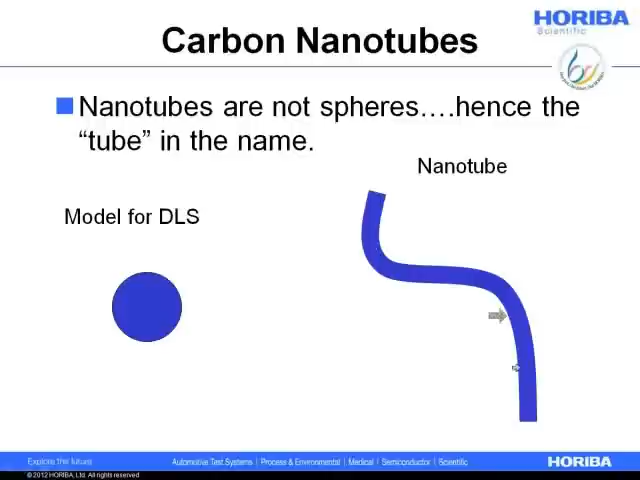 HORIBA
Scientific
Carbon Nanotubes
Nanotubes are not spheres….hence the
“tube” in the name.
Nanotube
Model for DLS
Explore the future
Automotive Test Systems | Process & Environmental | Medical | Semiconductor | Scientific
HORIBA
© 2012 HORIBA, Ltd. All rights reserved